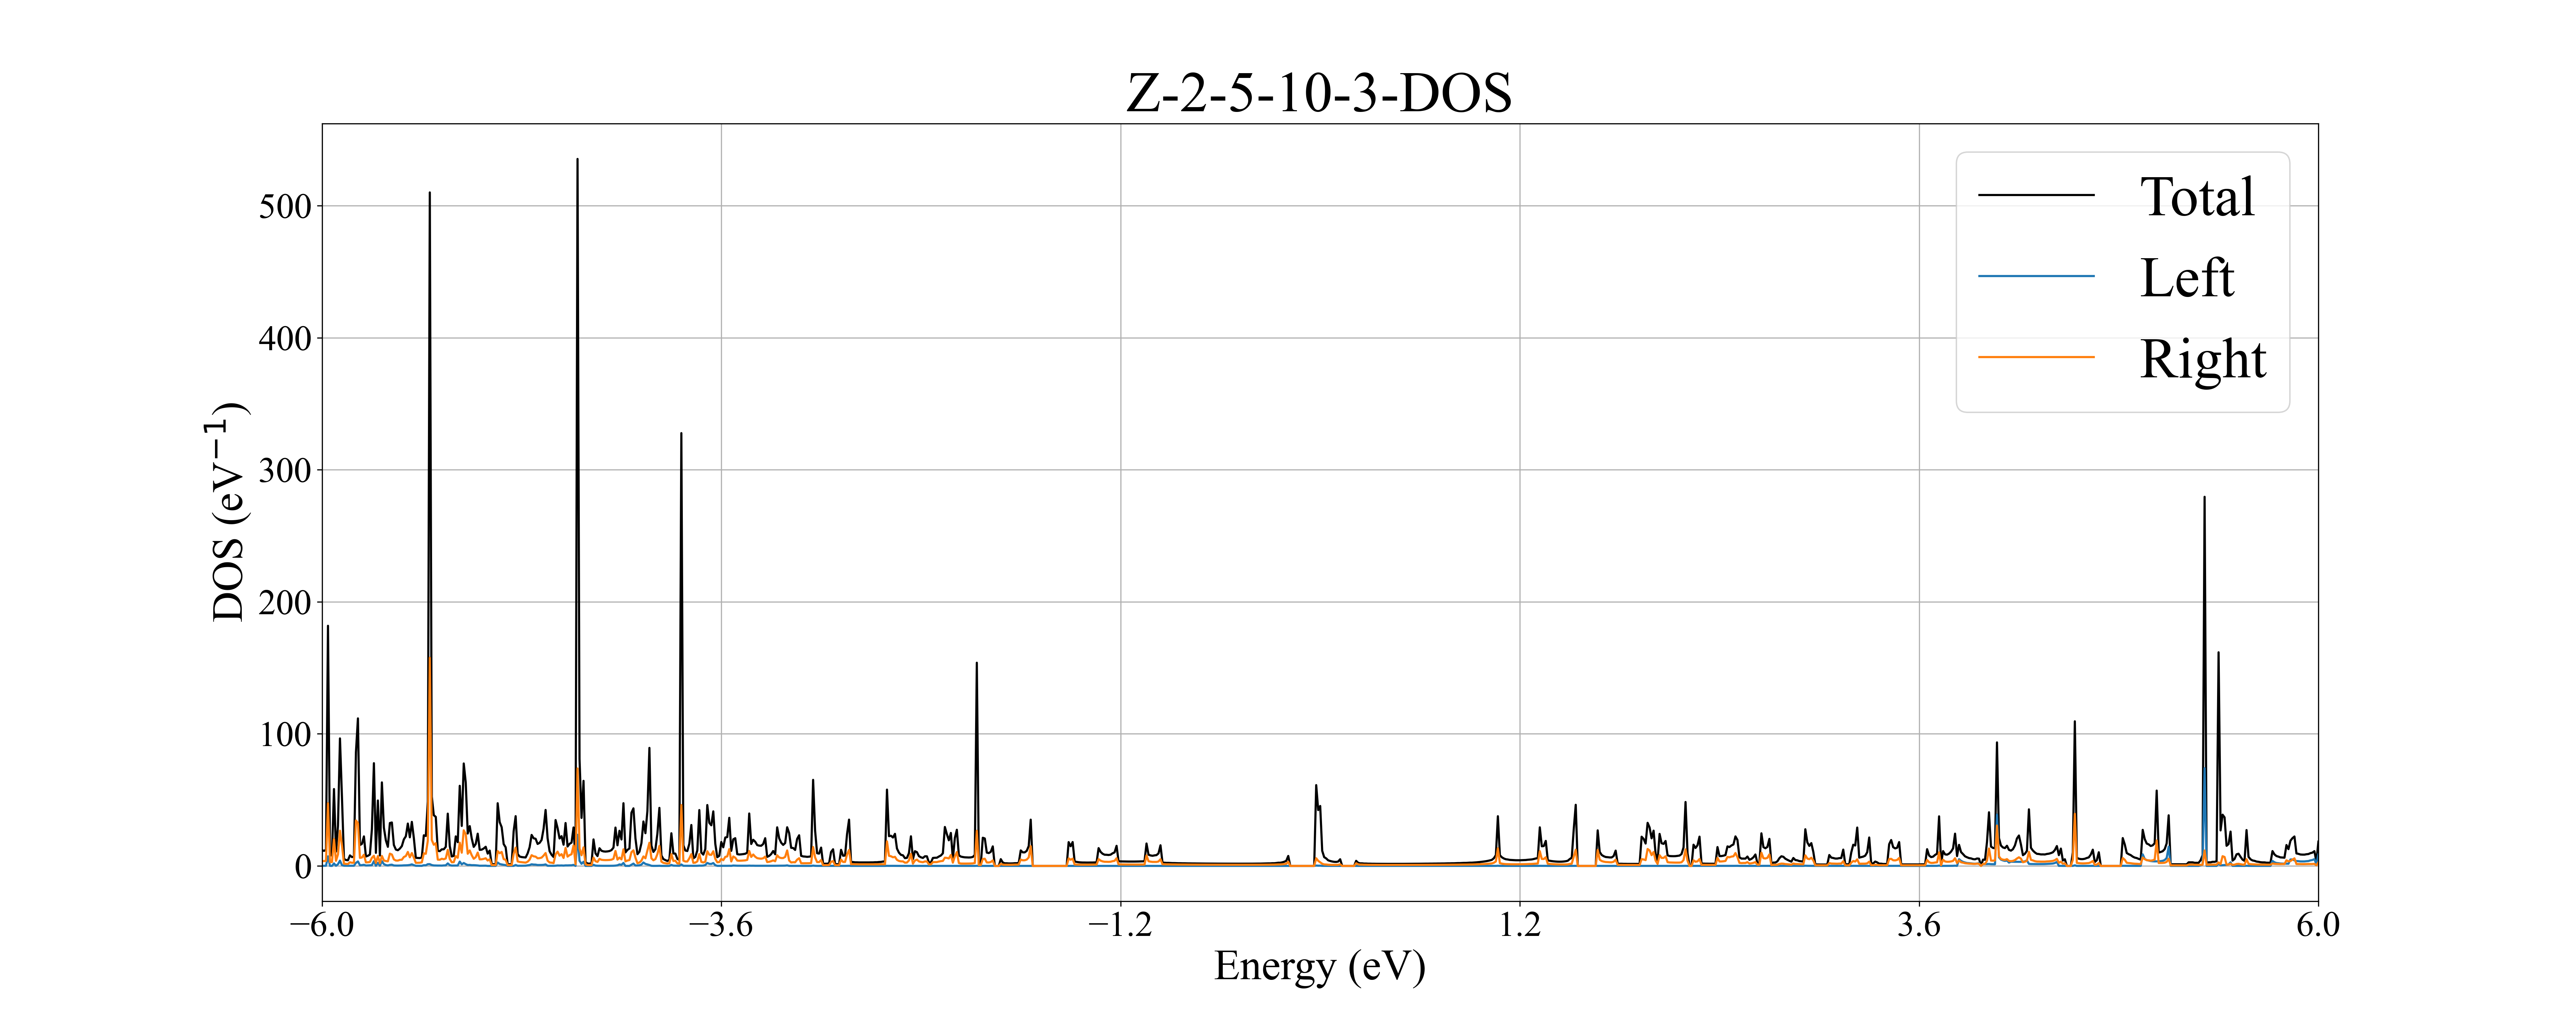 Z-2-5-10-3-DOS
Total
Left
Right
500
400
300
200
100
0
DOS (eV⁻¹)
−6.0 −3.6 −1.2 1.2 3.6 6.0
Energy (eV)